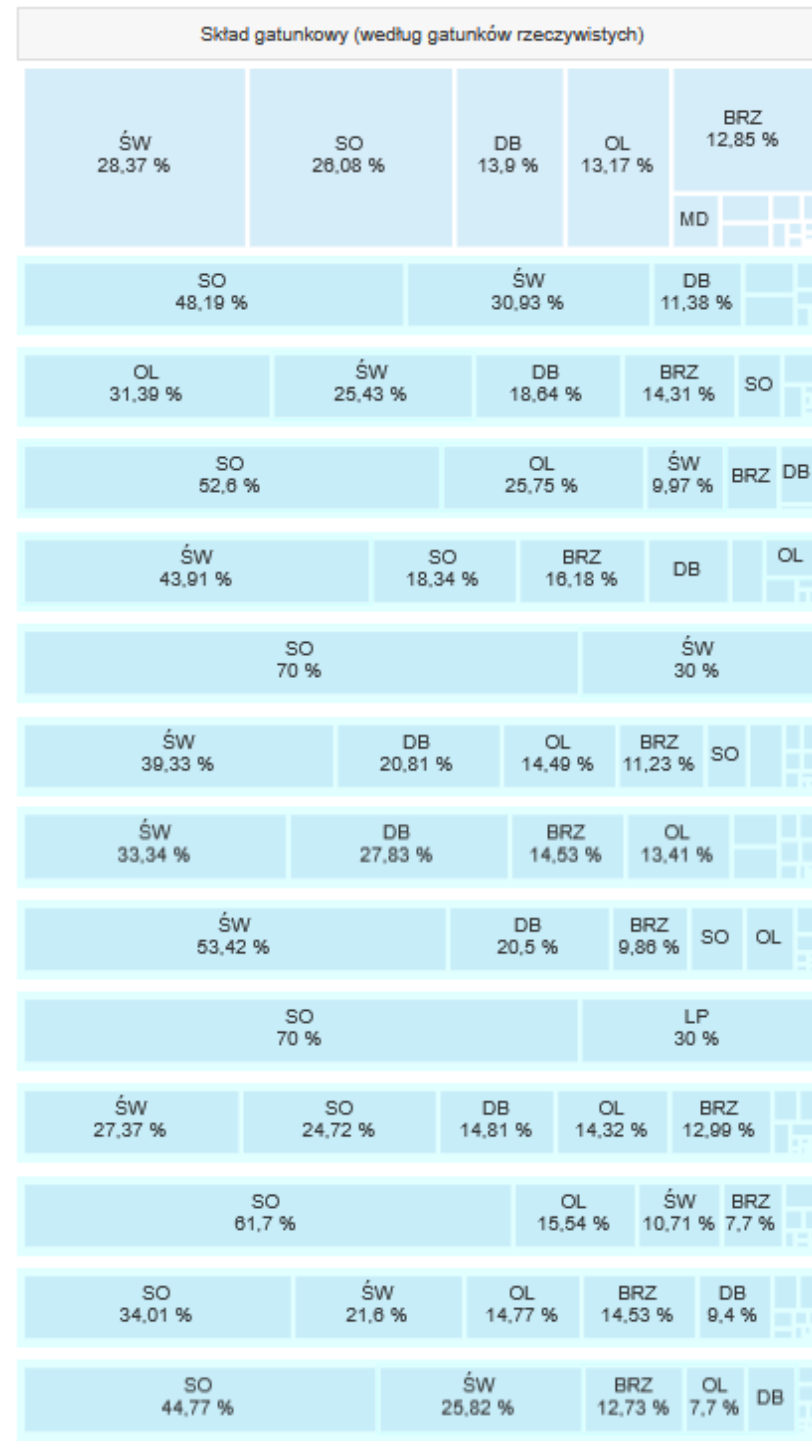 Skład gatunkowy (według gatunków rzeczywistych)
ŚW
28,37 %
SO
26,08 %
DB
13,9 %
OL
13,17 %
BRZ
12,85 %
MD
SO
48,19 %
ŚW
30,93 %
DB
11,38 %
OL
31,39 %
ŚW
25,43 %
DB
18,64 %
BRZ
14,31 %
SO
SO
52,6 %
OL
25,75 %
ŚW
9,97 %
BRZ
DB
ŚW
43,91 %
SO
18,34 %
BRZ
16,18 %
DB
OL
SO
70 %
ŚW
30 %
ŚW
39,33 %
DB
20,81 %
OL
14,49 %
BRZ
11,23 %
SO
ŚW
33,34 %
DB
27,83 %
BRZ
14,53 %
OL
13,41 %
ŚW
53,42 %
DB
20,5 %
BRZ
9,86 %
SO
OL
SO
70 %
LP
30 %
ŚW
27,37 %
SO
24,72 %
DB
14,81 %
OL
14,32 %
BRZ
12,99 %
SO
61,7 %
OL
15,54 %
ŚW
10,71 %
BRZ
7,7 %
SO
34,01 %
ŚW
21,6 %
OL
14,77 %
BRZ
14,53 %
DB
9,4 %
SO
44,77 %
ŚW
25,82 %
BRZ
12,73 %
OL
7,7 %
DB